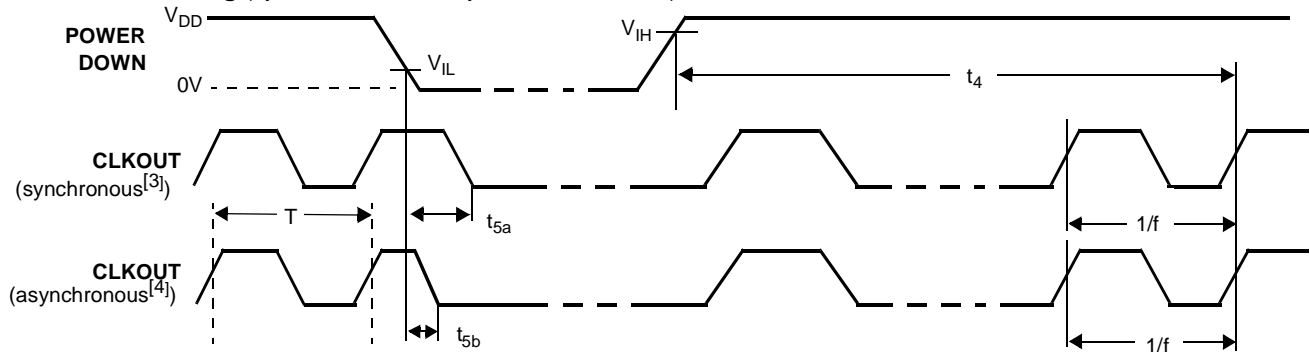 V_DD
POWER
DOWN
V_IH
V_IL
t_4
0V
CLKOUT
(synchronous[3])
T
t_5a
1/f
CLKOUT
(asynchronous[4])
t_5b
1/f